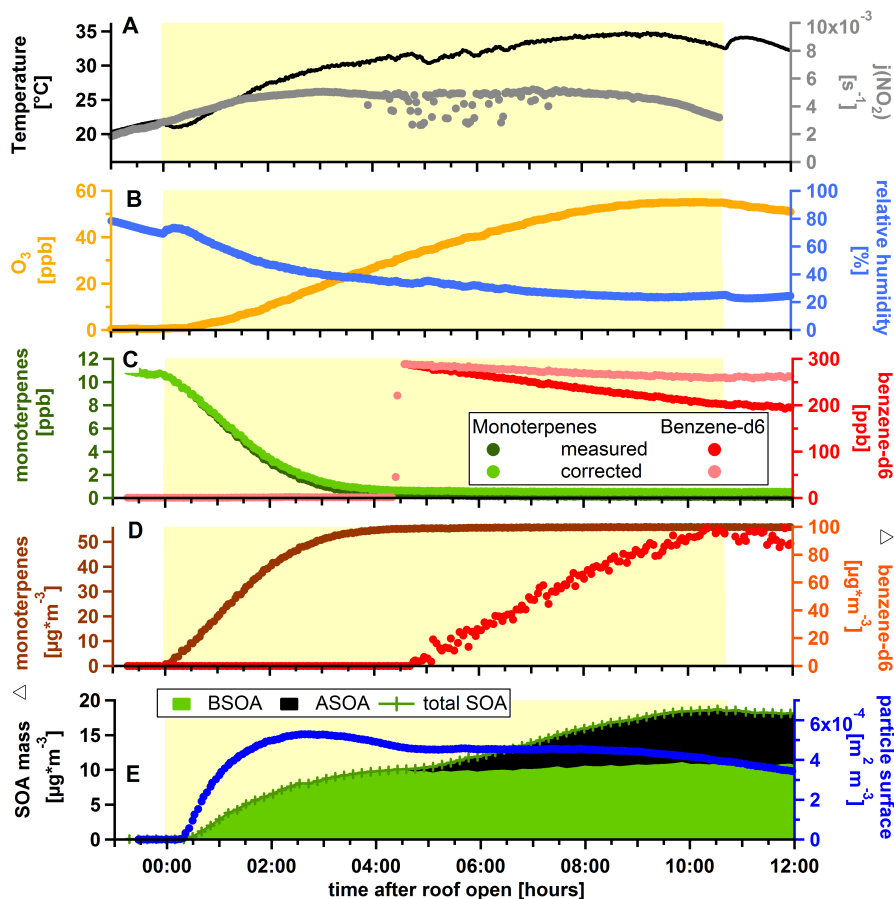 A
Temperature
[°C]
35
30
25
20
10x10-3
8
6
4
2
0
j(NO2)
[s-1]
B
O3
[ppb]
60
40
20
0
100
80
60
40
20
0
relative humidity
[%]
C
monoterpenes
[ppb]
12
10
8
6
4
2
0
300
200
100
0
benzene-d6
[ppb]
Monoterpenes Benzene-d6
measured
corrected
D
△ monoterpenes
[µg*m-3]
50
40
30
20
10
0
100
80
60
40
20
0
△ benzene-d6
[µg*m-3]
BSOA ASOA total SOA
E
SOA mass
[µg*m-3]
20
15
10
5
0
6x10-4
4
2
0
particle surface
[m2 m-3]
00:00 02:00 04:00 06:00 08:00 10:00 12:00
time after roof open [hours]